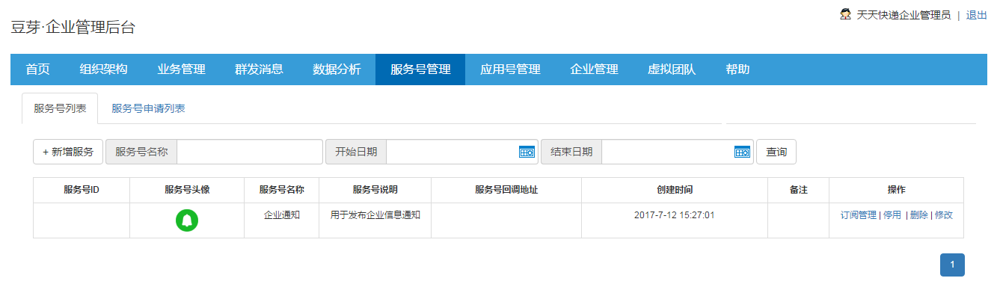 天天快递企业管理员 | 退出
豆芽·企业管理后台
首页 组织架构 业务管理 群发消息 数据分析 服务号管理 应用号管理 企业管理 虚拟团队 帮助
服务号列表 服务号申请列表
+ 新增服务 服务号名称 开始日期 结束日期 查询
服务号ID 服务号头像 服务号名称 服务号说明 服务号回调地址 创建时间 备注 操作
企业通知 用于发布企业信息通知 2017-7-12 15:27:01 订阅管理 | 停用 | 删除 | 修改
1